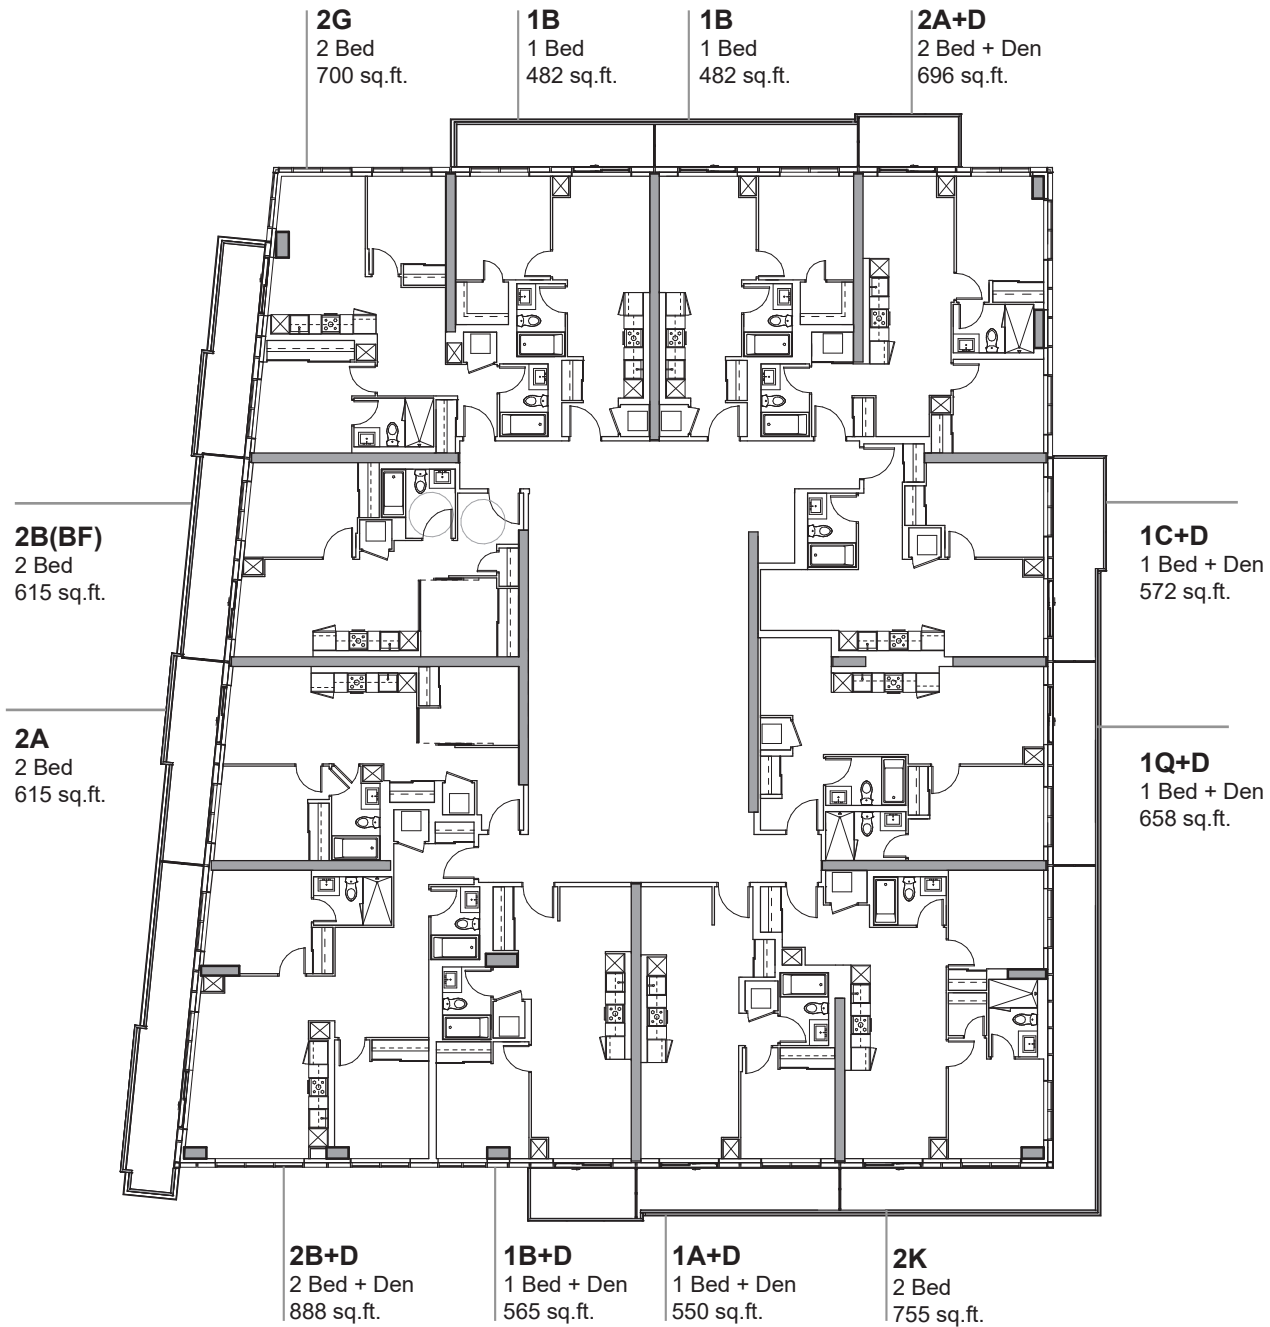 2G
2 Bed
700 sq.ft.
1B
1 Bed
482 sq.ft.
1B
1 Bed
482 sq.ft.
2A+D
2 Bed + Den
696 sq.ft.
2B(BF)
2 Bed
615 sq.ft.
1C+D
1 Bed + Den
572 sq.ft.
2A
2 Bed
615 sq.ft.
1Q+D
1 Bed + Den
658 sq.ft.
2B+D
2 Bed + Den
888 sq.ft.
1B+D
1 Bed + Den
565 sq.ft.
1A+D
1 Bed + Den
550 sq.ft.
2K
2 Bed
755 sq.ft.